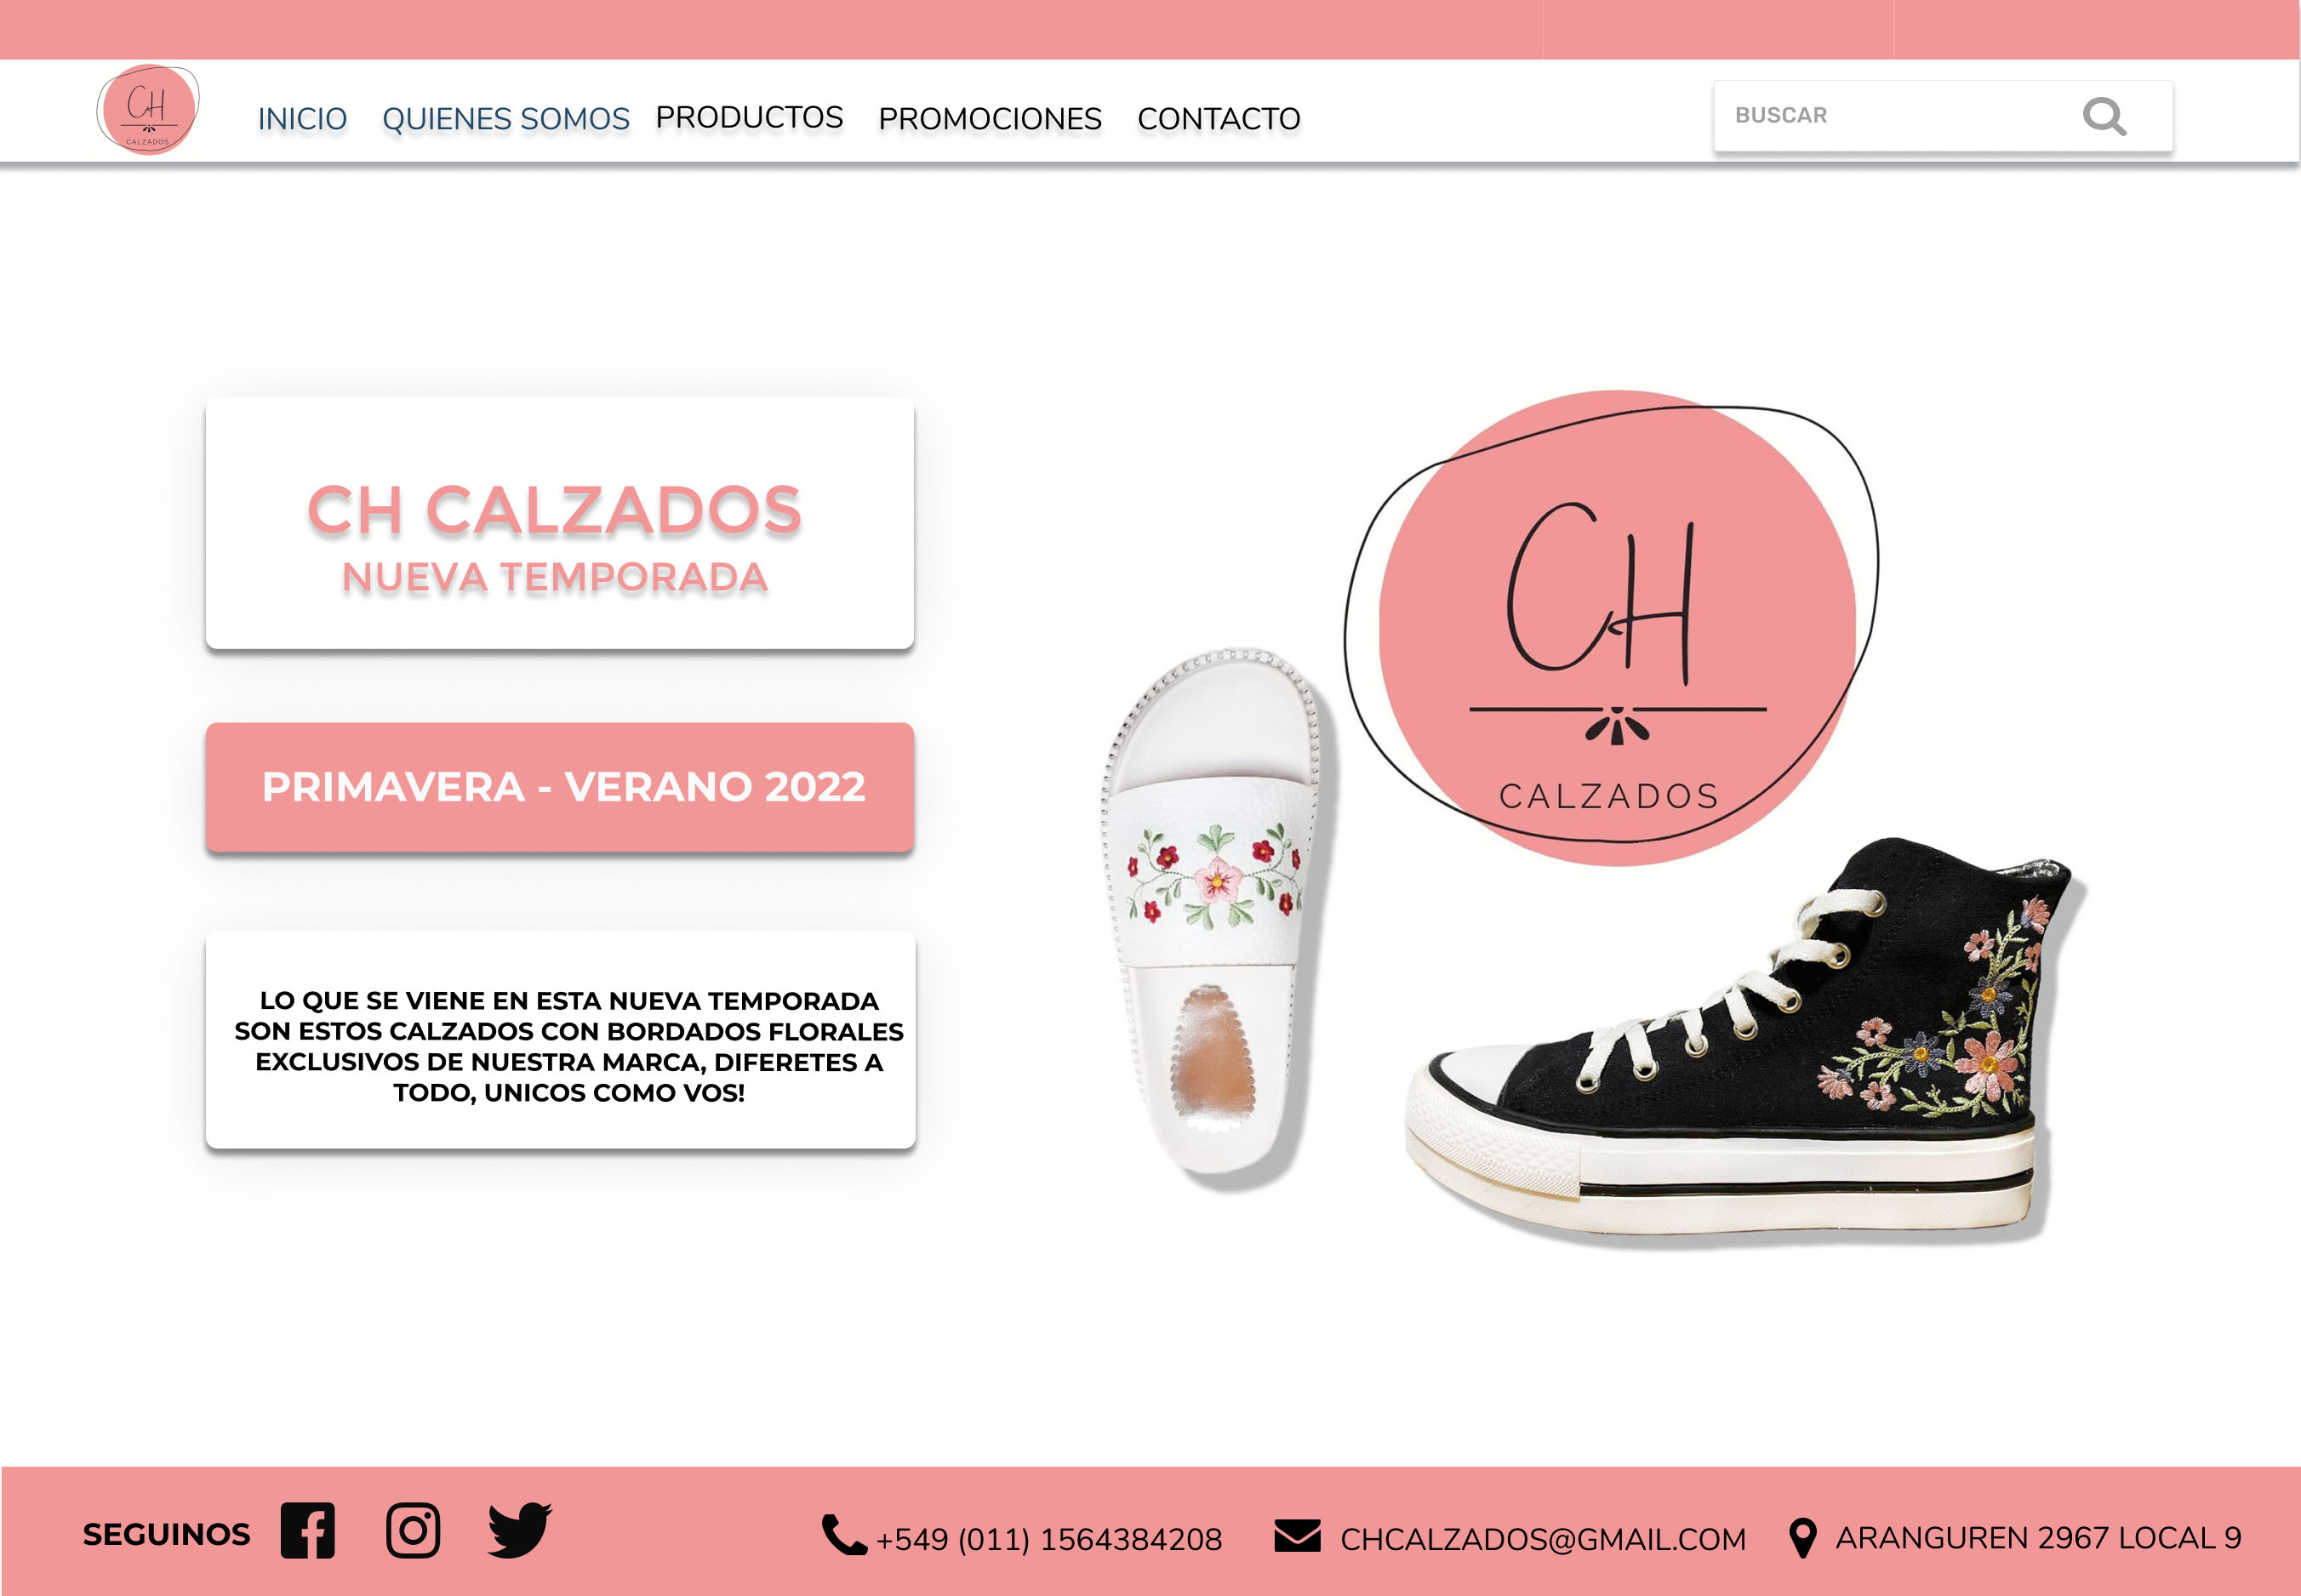 CH
CALZADOS
INICIO QUIENES SOMOS PRODUCTOS PROMOCIONES CONTACTO
BUSCAR
CH CALZADOS
NUEVA TEMPORADA
PRIMAVERA - VERANO 2022
LO QUE SE VIENE EN ESTA NUEVA TEMPORADA
SON ESTOS CALZADOS CON BORDADOS FLORALES
EXCLUSIVOS DE NUESTRA MARCA, DIFERETES A
TODO, UNICOS COMO VOS!
CH
CALZADOS
SEGUINOS
+549 (011) 1564384208
CHCALZADOS@GMAIL.COM
ARANGUREN 2967 LOCAL 9